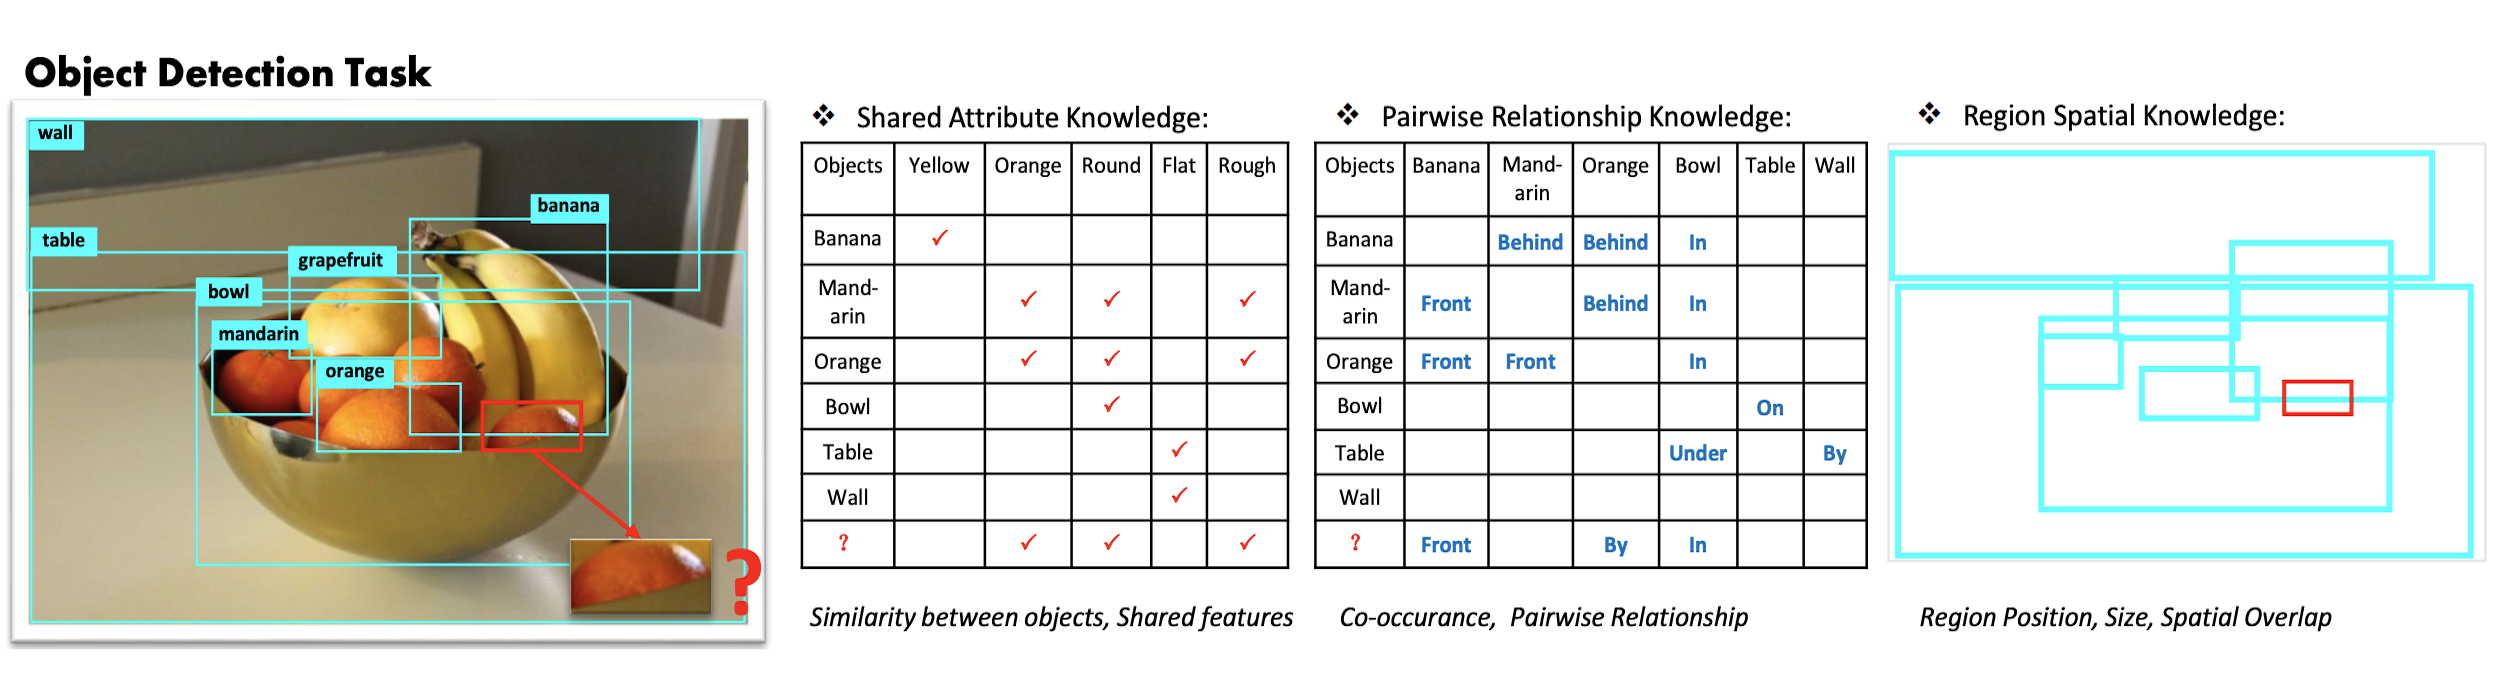 Object Detection Task
wall
banana
table
grapefruit
bowl
mandarin
orange
?
❖ Shared Attribute Knowledge:
Objects Yellow Orange Round Flat Rough
Banana ✓
Mand-
arin ✓ ✓ ✓
Orange ✓ ✓ ✓
Bowl ✓
Table ✓
Wall ✓
? ✓ ✓ ✓
Similarity between objects, Shared features
❖ Pairwise Relationship Knowledge:
Objects Banana Mand-
arin Orange Bowl Table Wall
Banana Behind Behind In
Mand-
arin Front Behind In
Orange Front Front In
Bowl On
Table Under By
Wall
? Front By In
Co-occurance, Pairwise Relationship
❖ Region Spatial Knowledge:
Region Position, Size, Spatial Overlap